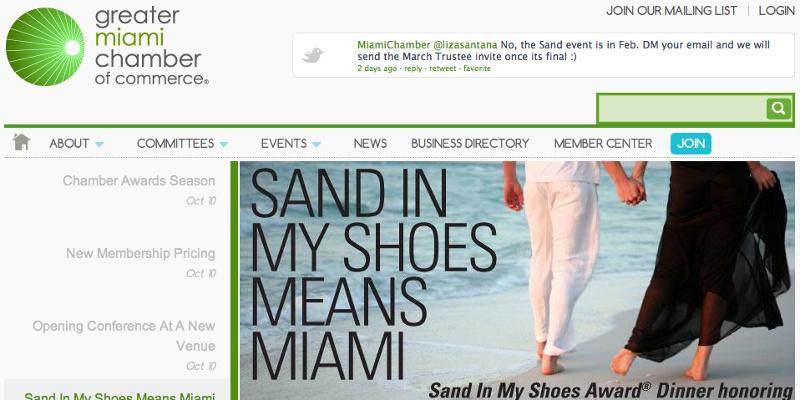 greater
miami
chamber
of commerce®
JOIN OUR MAILING LIST | LOGIN
MiamiChamber @lizasantana No, the Sand event is in Feb. DM your email and we will
send the March Trustee invite once its final :)
2 days ago · reply · retweet · favorite
ABOUT COMMITTEES EVENTS NEWS BUSINESS DIRECTORY MEMBER CENTER JOIN
Chamber Awards Season
Oct 10
New Membership Pricing
Oct 10
Opening Conference At A New
Venue
Oct 10
Sand In My Shoes Means Miami
SAND IN
MY SHOES
MEANS
MIAMI
Sand In My Shoes Award® Dinner honoring